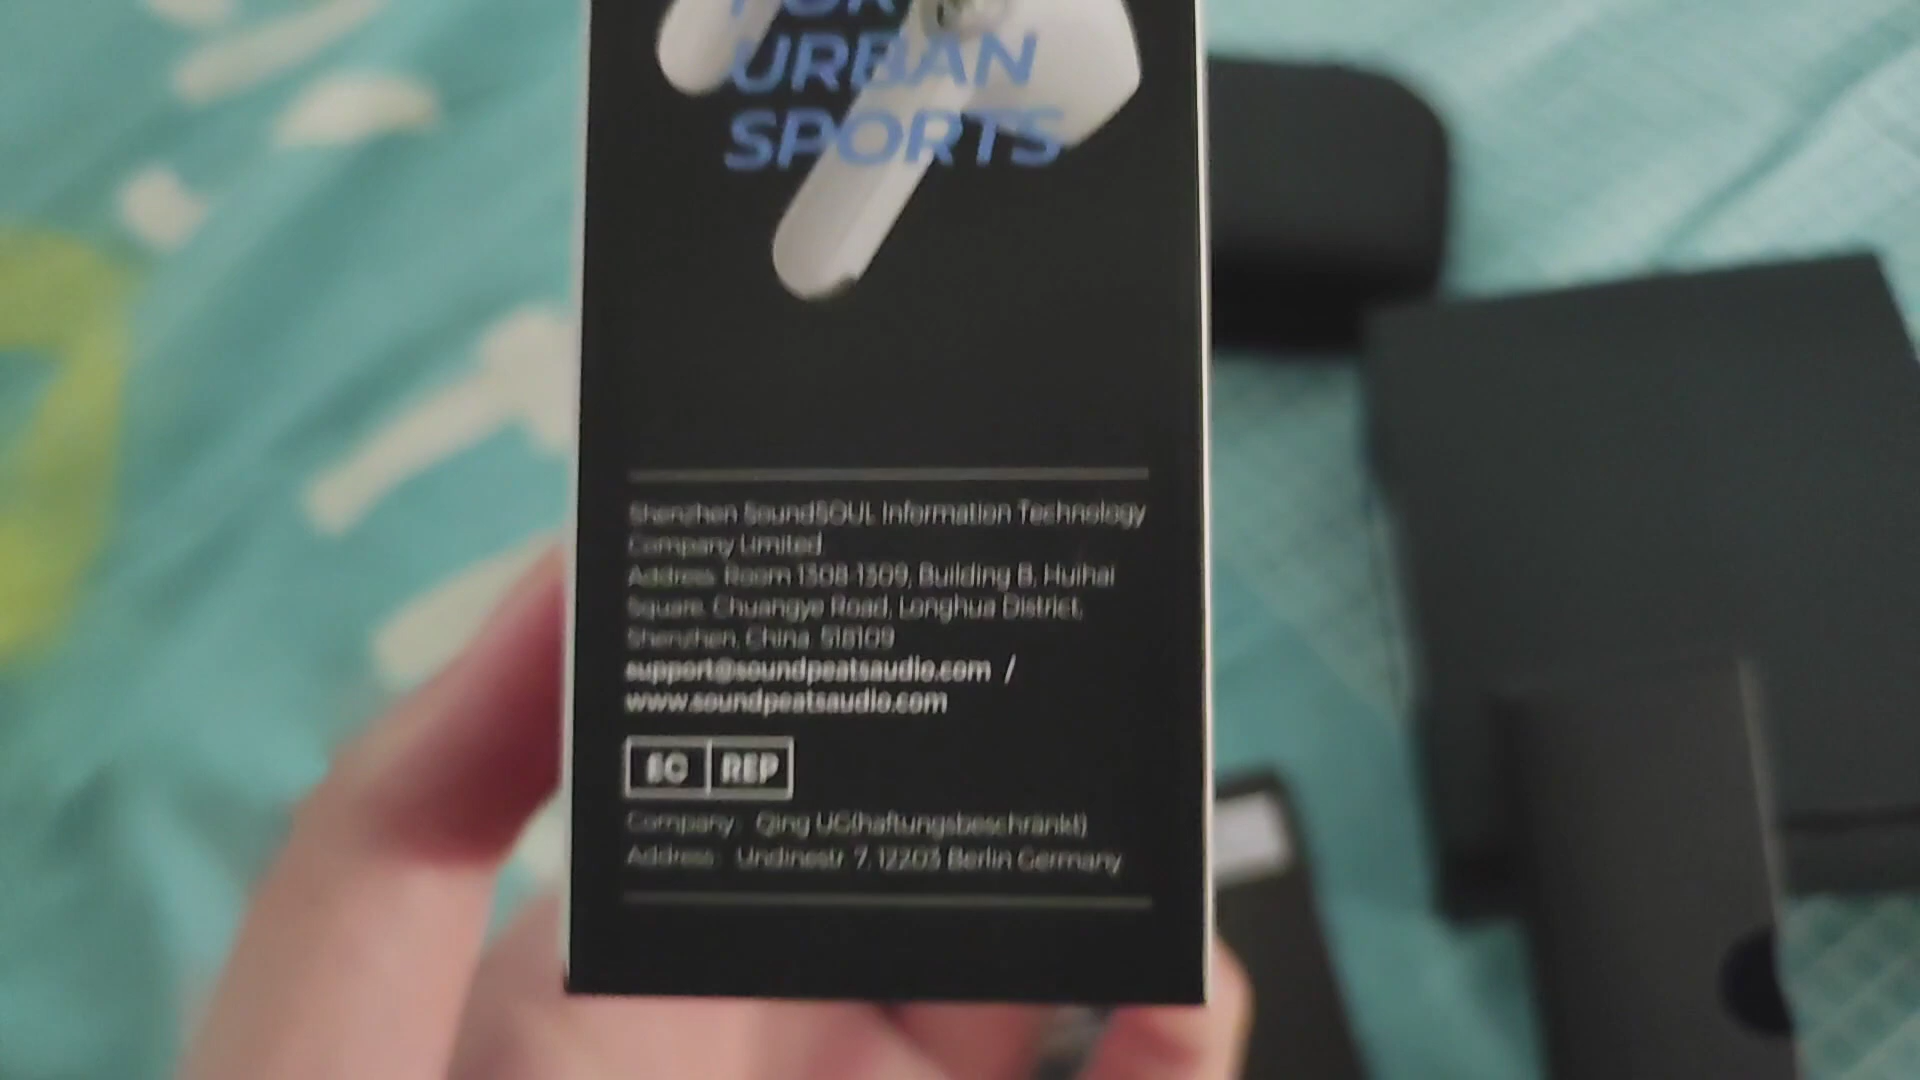 FOR
URBAN
SPORTS
Shenzhen SoundSOUL Information Technology
Company Limited
Address: Room 1308-1309, Building B, Huihai
Square, Chuangye Road, Longhua District,
Shenzhen, China 518109
support@soundpeatsaudio.com /
www.soundpeatsaudio.com
EC REP
Company: Qing UG(haftungsbeschränkt)
Address: Undinestr 7, 12203 Berlin Germany